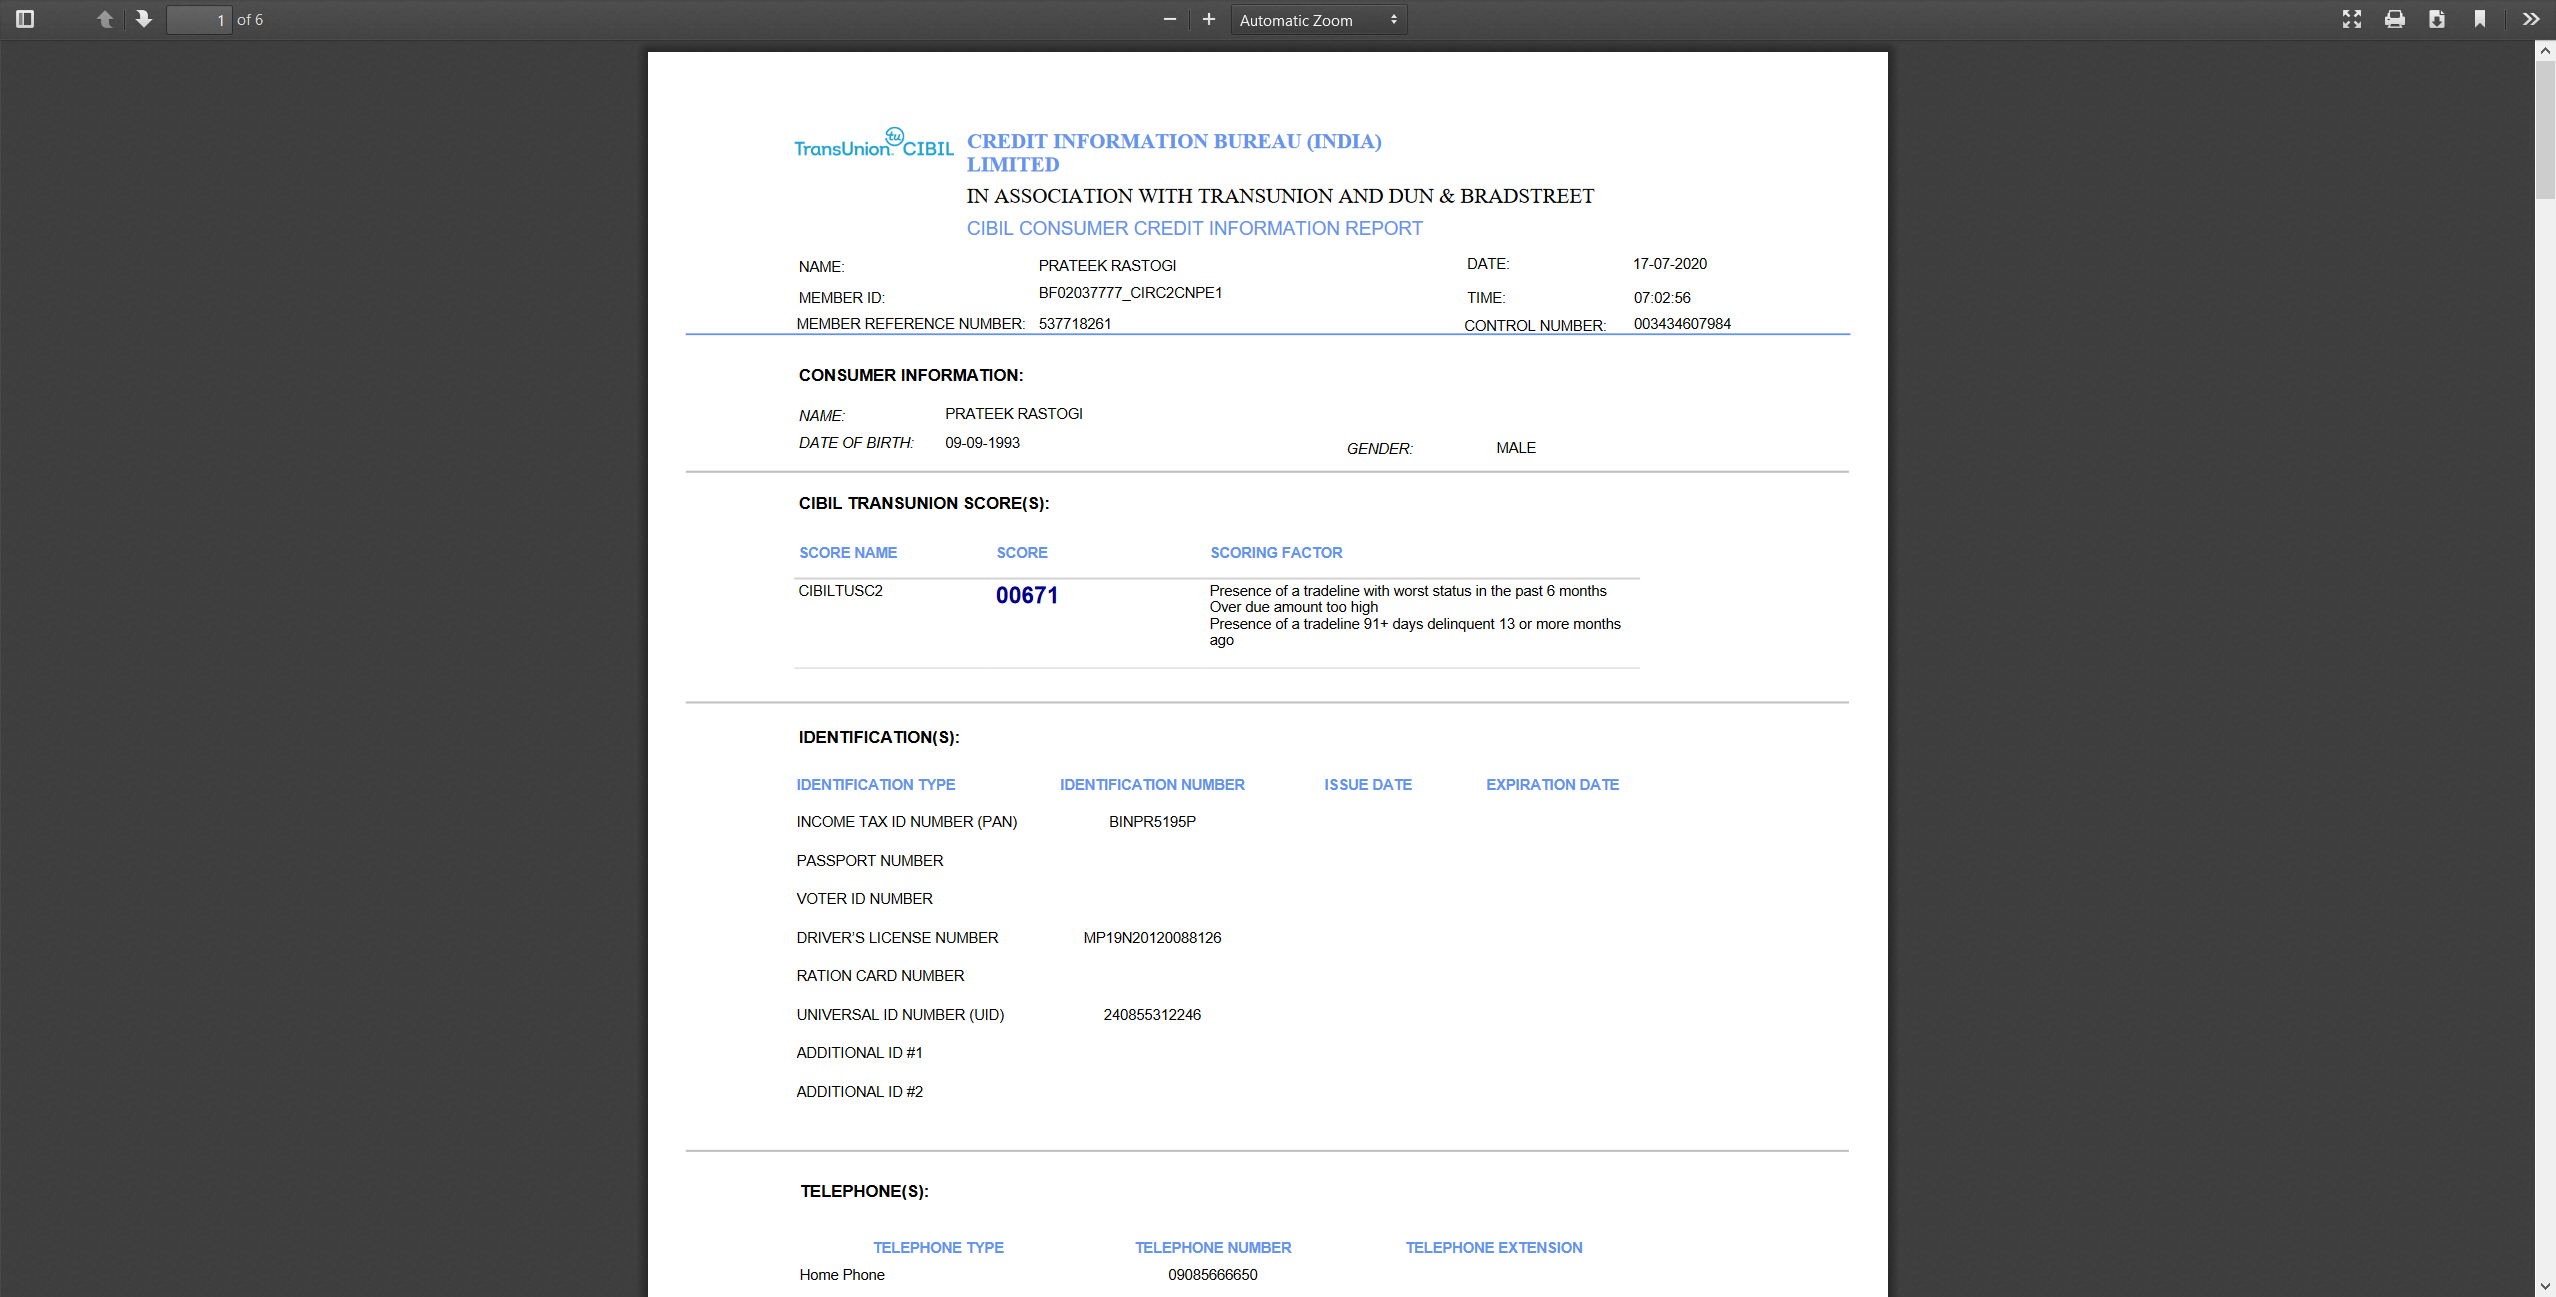 1 of 6
Automatic Zoom
TransUnion. tu CIBIL
CREDIT INFORMATION BUREAU (INDIA)
LIMITED
IN ASSOCIATION WITH TRANSUNION AND DUN & BRADSTREET
CIBIL CONSUMER CREDIT INFORMATION REPORT
NAME: PRATEEK RASTOGI DATE: 17-07-2020
MEMBER ID: BF02037777_CIRC2CNPE1 TIME: 07:02:56
MEMBER REFERENCE NUMBER: 537718261 CONTROL NUMBER: 003434607984
CONSUMER INFORMATION:
NAME: PRATEEK RASTOGI
DATE OF BIRTH: 09-09-1993 GENDER: MALE
CIBIL TRANSUNION SCORE(S):
SCORE NAME SCORE SCORING FACTOR
CIBILTUSC2 00671 Presence of a tradeline with worst status in the past 6 months
Over due amount too high
Presence of a tradeline 91+ days delinquent 13 or more months
ago
IDENTIFICATION(S):
IDENTIFICATION TYPE IDENTIFICATION NUMBER ISSUE DATE EXPIRATION DATE
INCOME TAX ID NUMBER (PAN) BINPR5195P
PASSPORT NUMBER
VOTER ID NUMBER
DRIVER'S LICENSE NUMBER MP19N20120088126
RATION CARD NUMBER
UNIVERSAL ID NUMBER (UID) 240855312246
ADDITIONAL ID #1
ADDITIONAL ID #2
TELEPHONE(S):
TELEPHONE TYPE TELEPHONE NUMBER TELEPHONE EXTENSION
Home Phone 09085666650